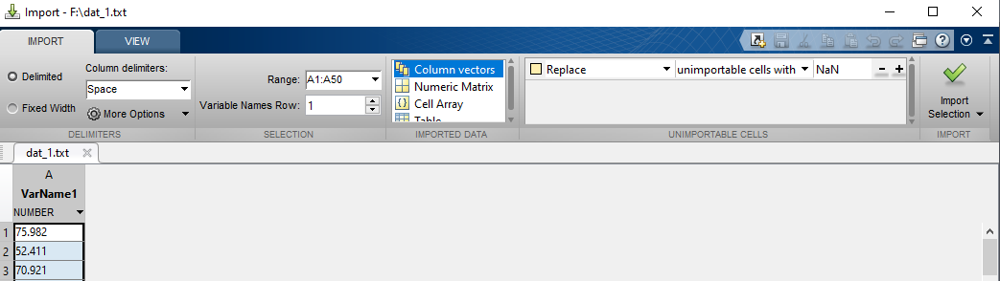 Import - F:\dat_1.txt
IMPORT VIEW
Delimited
Fixed Width
Column delimiters:
Space
More Options
DELIMITERS
Range: A1:A50
Variable Names Row: 1
SELECTION
Column vectors
Numeric Matrix
Cell Array
Table
IMPORTED DATA
Replace unimportable cells with NaN
UNIMPORTABLE CELLS
Import
Selection
IMPORT
dat_1.txt
A
VarName1
NUMBER
1 75.982
2 52.411
3 70.921